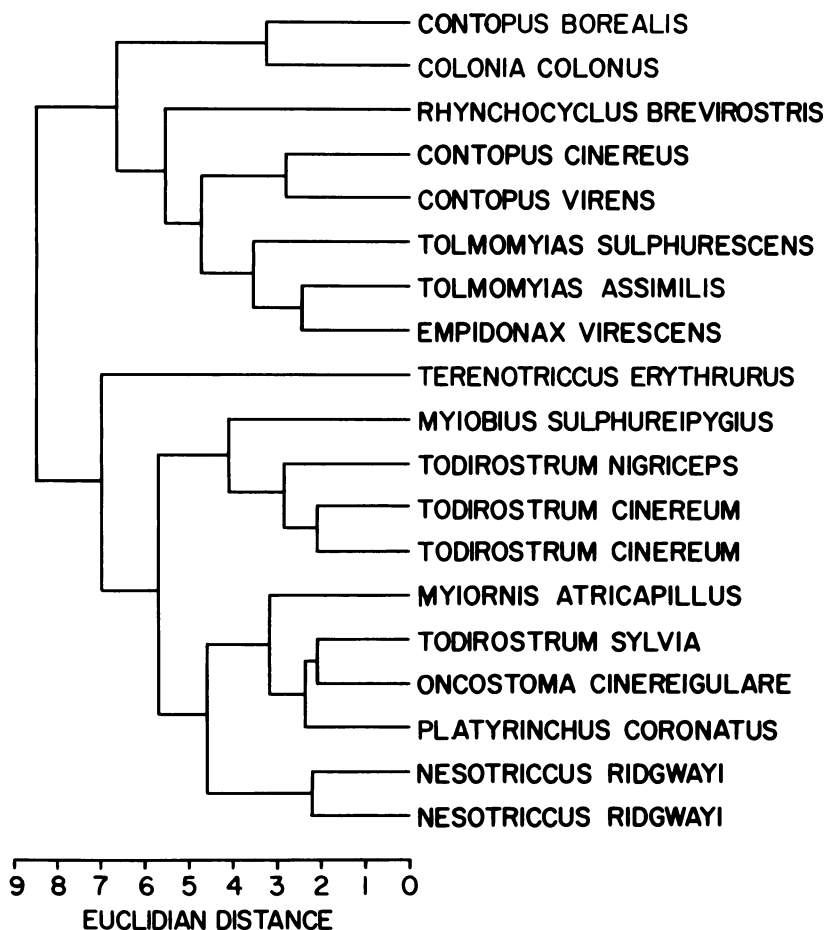 CONTOPUS BOREALIS
COLONIA COLONUS
RHYNCHOCYCLUS BREVIROSTRIS
CONTOPUS CINEREUS
CONTOPUS VIRENS
TOLMOMYIAS SULPHURESCENS
TOLMOMYIAS ASSIMILIS
EMPIDONAX VIRESCENS
TERENOTRICCUS ERYTHRURUS
MYIOBIUS SULPHUREIPYGIUS
TODIROSTRUM NIGRICEPS
TODIROSTRUM CINEREUM
TODIROSTRUM CINEREUM
MYIORNIS ATRICAPILLUS
TODIROSTRUM SYLVIA
ONCOSTOMA CINEREIGULARE
PLATYRINCHUS CORONATUS
NESOTRICCUS RIDGWAYI
NESOTRICCUS RIDGWAYI
9 8 7 6 5 4 3 2 1 0
EUCLIDIAN DISTANCE